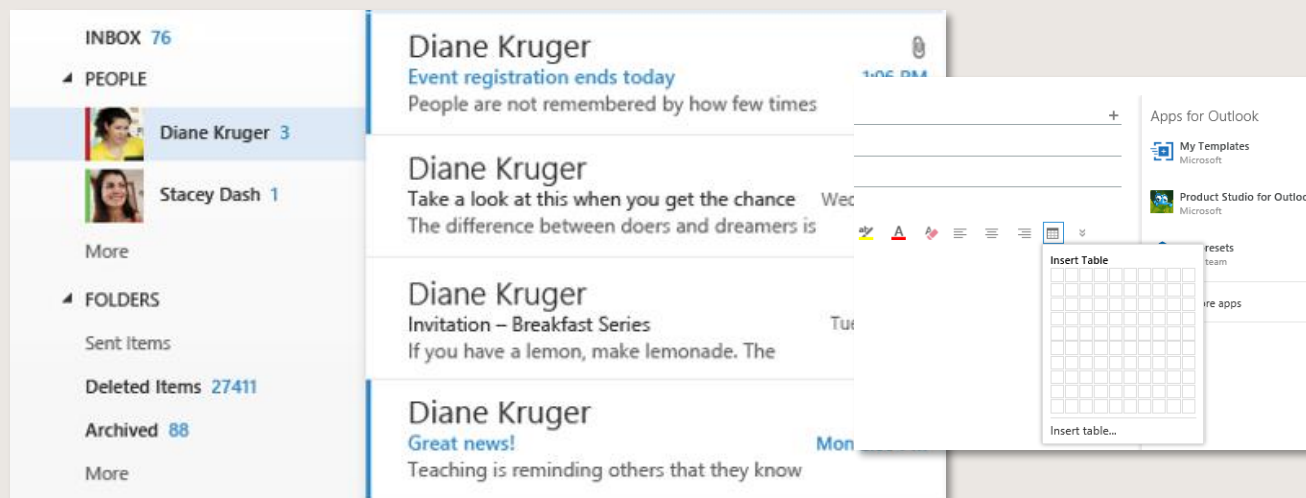 INBOX 76
PEOPLE
Diane Kruger 3
Stacey Dash 1
More
FOLDERS
Sent Items
Deleted Items 27411
Archived 88
More
Diane Kruger
Event registration ends today
1:06 PM
People are not remembered by how few times
Diane Kruger
Take a look at this when you get the chance
The difference between doers and dreamers is
Diane Kruger
Invitation – Breakfast Series
If you have a lemon, make lemonade. The
Diane Kruger
Great news!
Mon
Teaching is reminding others that they know
Insert Table
Insert table...
Apps for Outlook
My Templates
Microsoft
Product Studio for
Microsoft
team
apps